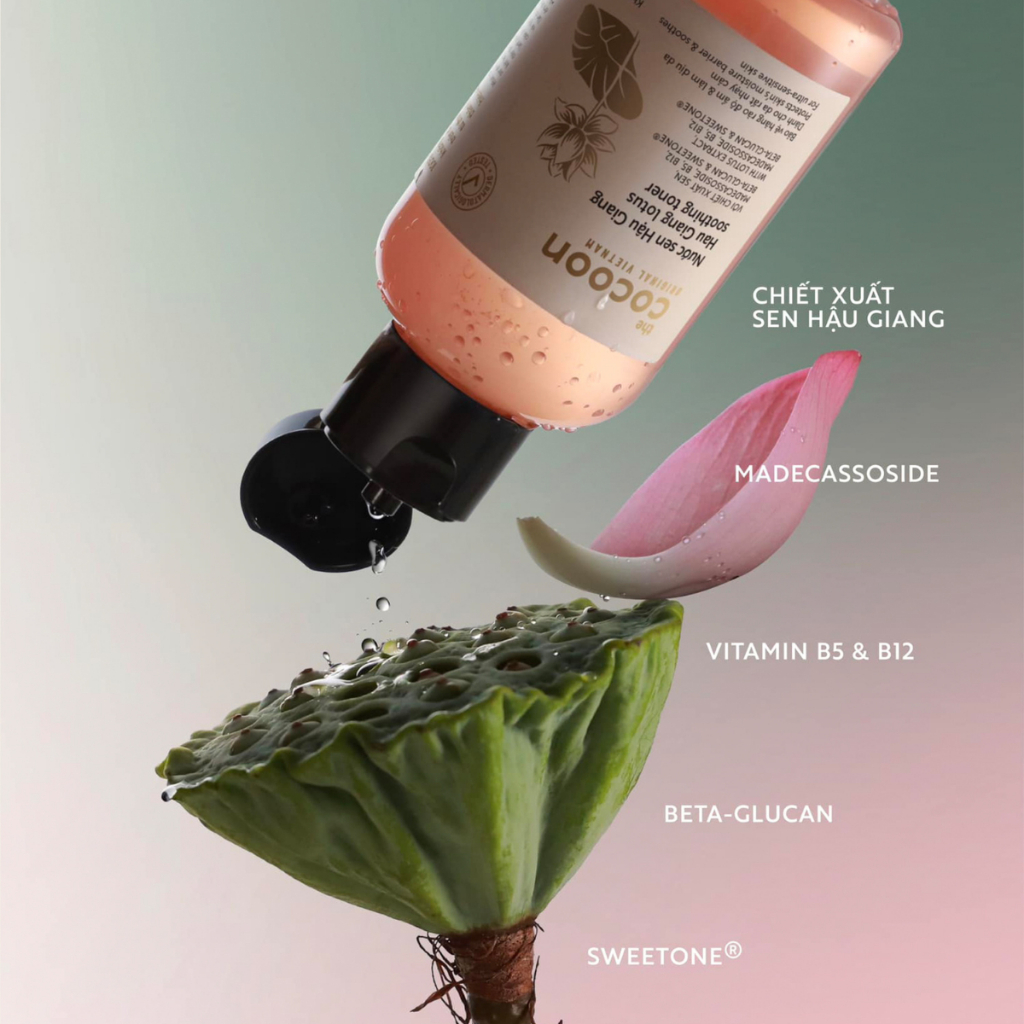 the
cocoon
ORIGINAL VIETNAM
Nước sen Hậu Giang
Hau Giang lotus
soothing toner
VỚI CHIẾT XUẤT SEN,
MADECASSOSIDE, B5, B12,
BETA-GLUCAN & SWEETONE®
WITH LOTUS EXTRACT,
MADECASSOSIDE, B5, B12,
BETA-GLUCAN & SWEETONE®
Bảo vệ hàng rào độ ẩm & làm dịu da
Dành cho da rất nhạy cảm
Protects skin's moisture barrier & soothes
For ultra-sensitive skin
CHIẾT XUẤT
SEN HẬU GIANG
MADECASSOSIDE
VITAMIN B5 & B12
BETA-GLUCAN
SWEETONE®